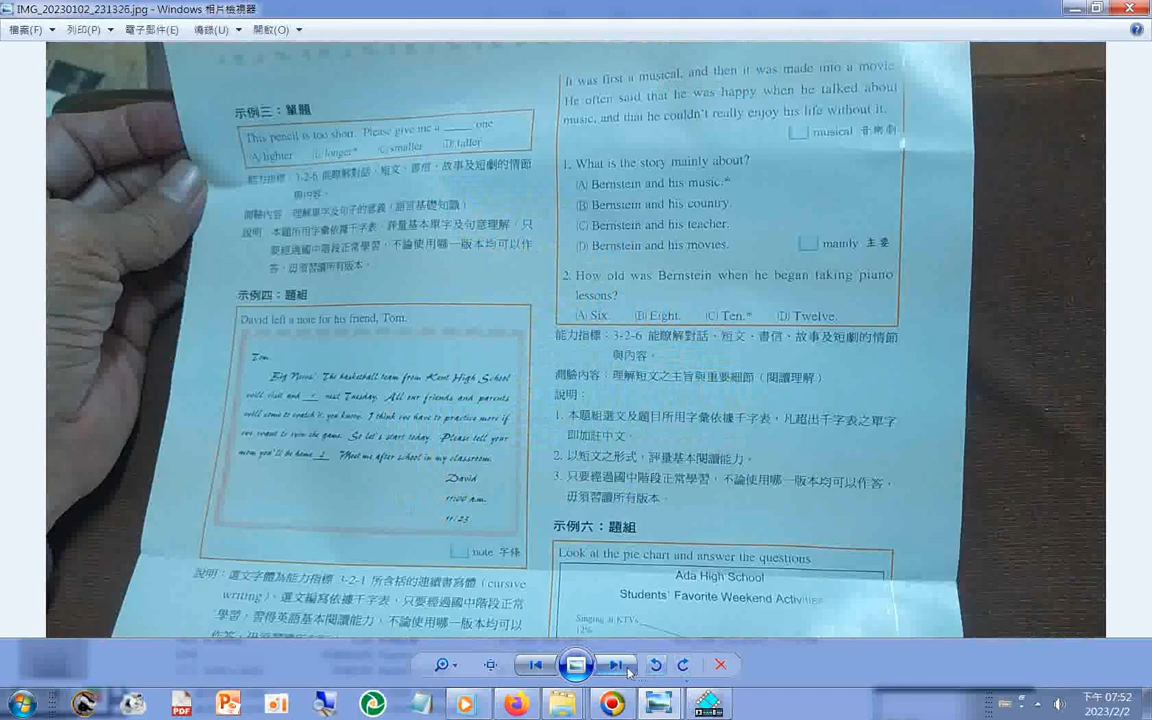 IMG_20230102_231326.jpg - Windows 相片檢視器
檔案(F) 列印(P) 電子郵件(E) 燒錄(U) 開啟(O)
示例三：單題
This pencil is too short. Please give me a ____ one
(A) lighter (B) longer* (C) smaller (D) taller
能力指標：3-2-6 能瞭解對話、短文、書信、故事及短劇的情節
與內容。
測驗內容：理解單字及句子的意義（語言基礎知識）
說明：本題所用字彙依據千字表，評量基本單字及句意理解，只
要經過國中階段正常學習，不論使用哪一版本均可以作
答，毋須習讀所有版本。
示例四：題組
David left a note for his friend, Tom.
Tom,
Big News! The basketball team from Kent High School
will visit and 1 next Tuesday. All our friends and parents
will come to watch it, you know. I think we have to practice more if
we want to win the game. So let's start today. Please tell your
mom you'll be home 2 Meet me after school in my classroom.
David
11:00 a.m.
11/23
note 字條
說明：選文字體為能力指標 3-2-1 所含括的連續書寫體（cursive
writing）。選文編寫依據千字表，只要經過國中階段正常
學習，習得英語基本閱讀能力，不論使用哪一版本均可以
It was first a musical, and then it was made into a movie
He often said that he was happy when he talked about
music, and that he couldn't really enjoy his life without it.
musical 音樂劇
1. What is the story mainly about?
(A) Bernstein and his music.*
(B) Bernstein and his country.
(C) Bernstein and his teacher.
(D) Bernstein and his movies.
mainly 主要
2. How old was Bernstein when he began taking piano
lessons?
(A) Six. (B) Eight. (C) Ten.* (D) Twelve.
能力指標：3-2-6 能瞭解對話、短文、書信、故事及短劇的情節
與內容。
測驗內容：理解短文之主旨與重要細節（閱讀理解）
說明：
1. 本題組選文及題目所用字彙依據千字表，凡超出千字表之單字
即加註中文。
2. 以短文之形式，評量基本閱讀能力。
3. 只要經過國中階段正常學習，不論使用哪一版本均可以作答，
毋須習讀所有版本。
示例六：題組
Look at the pie chart and answer the questions
Ada High School
Students' Favorite Weekend Activities
Singing in KTVs
12%
PDF
下午 07:52
2023/2/2